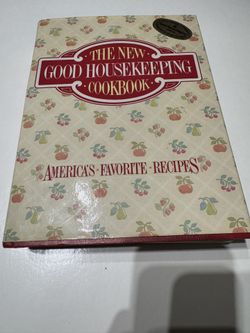 THE NEW
GOOD HOUSEKEEPING
COOKBOOK
AMERICA'S • FAVORITE • RECIPES